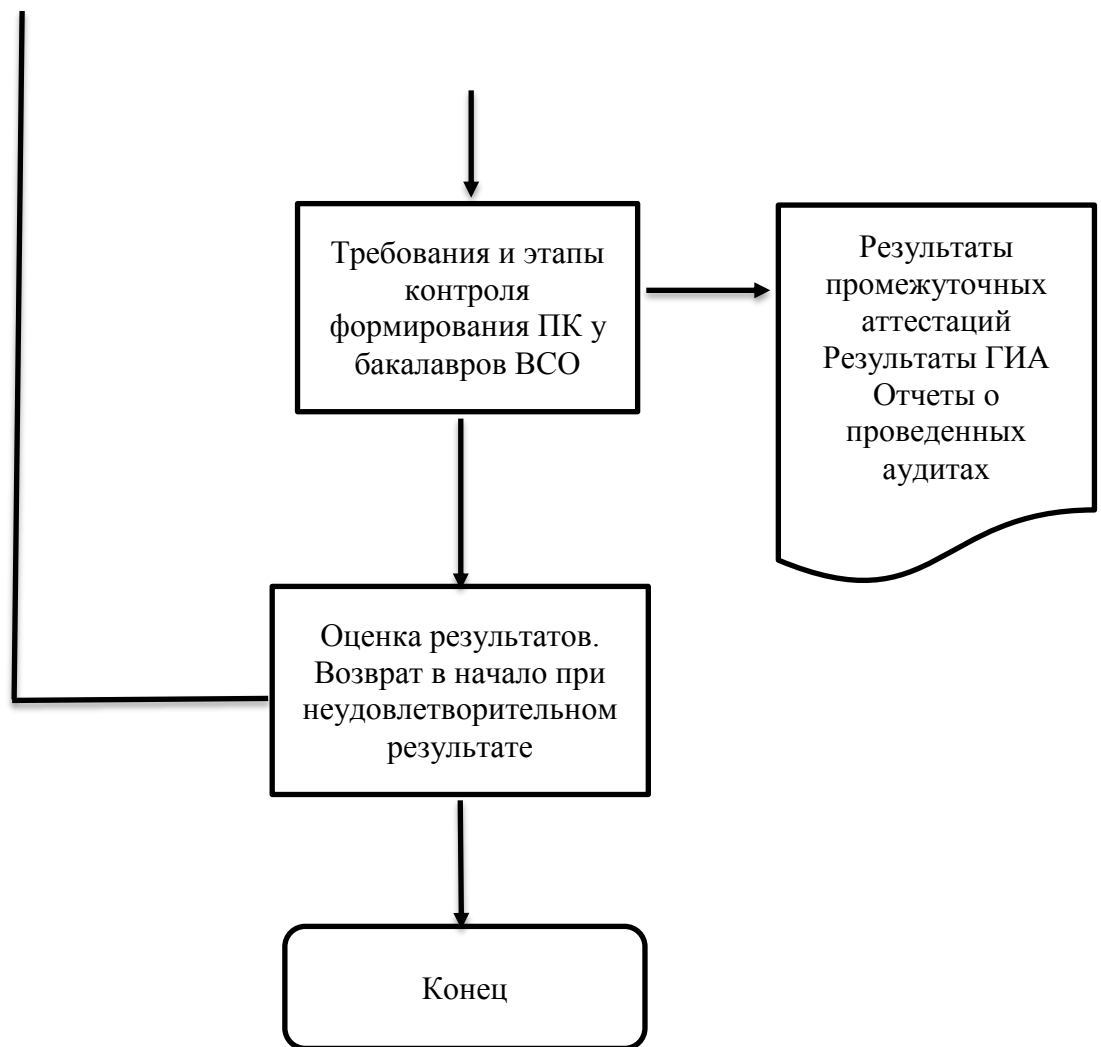 Требования и этапы
контроля
формирования ПК у
бакалавров ВСО
Результаты
промежуточных
аттестаций
Результаты ГИА
Отчеты о
проведенных
аудитах
Оценка результатов.
Возврат в начало при
неудовлетворительном
результате
Конец